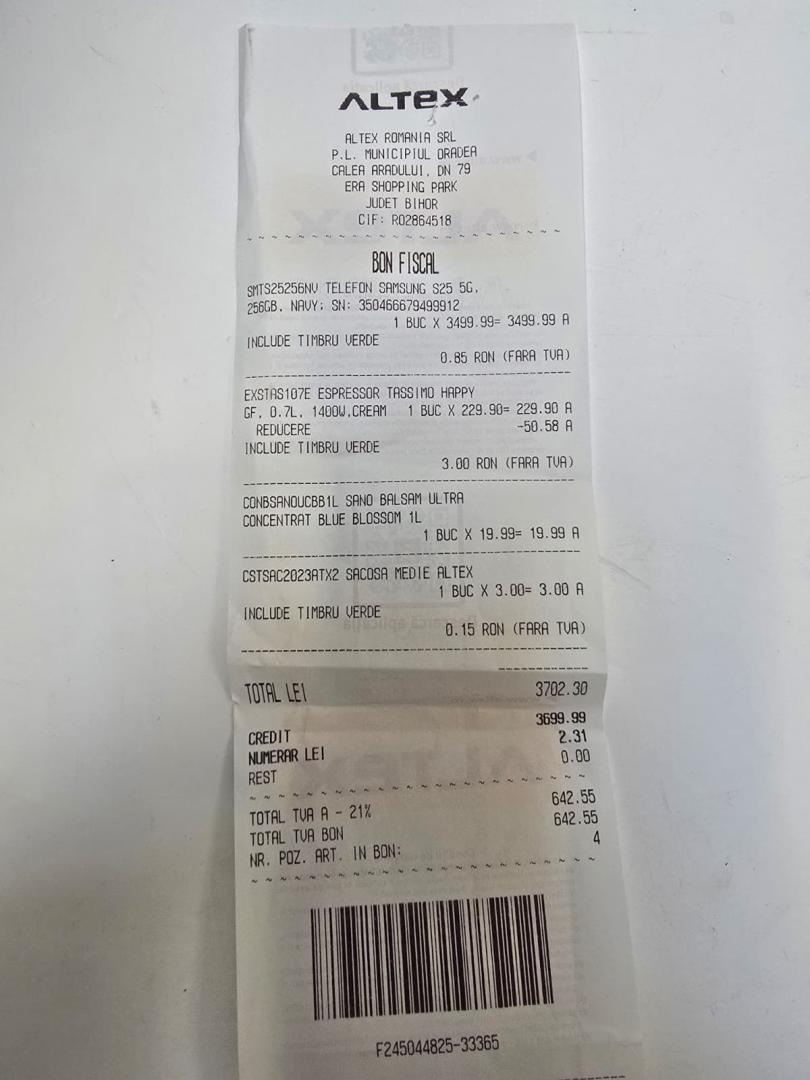 ALTEX
ALTEX ROMANIA SRL
P.L. MUNICIPIUL ORADEA
CALEA ARADULUI, DN 79
ERA SHOPPING PARK
JUDET BIHOR
CIF: RO2864518
BON FISCAL
SMTS25256NV TELEFON SAMSUNG S25 5G,
256GB, NAVY; SN: 350466679499912
1 BUC X 3499.99= 3499.99 A
INCLUDE TIMBRU VERDE
0.85 RON (FARA TVA)
EXSTAS107E ESPRESSOR TASSIMO HAPPY
GF, 0.7L, 1400W,CREAM 1 BUC X 229.90= 229.90 A
REDUCERE -50.58 A
INCLUDE TIMBRU VERDE
3.00 RON (FARA TVA)
CONBSANOUCBB1L SANO BALSAM ULTRA
CONCENTRAT BLUE BLOSSOM 1L
1 BUC X 19.99= 19.99 A
CSTSAC2023ATX2 SACOSA MEDIE ALTEX
1 BUC X 3.00= 3.00 A
INCLUDE TIMBRU VERDE
0.15 RON (FARA TVA)
TOTAL LEI 3702.30
CREDIT 3699.99
NUMERAR LEI 2.31
REST 0.00
TOTAL TVA A - 21% 642.55
TOTAL TVA BON 642.55
NR. POZ. ART. IN BON: 4
F245044825-33365